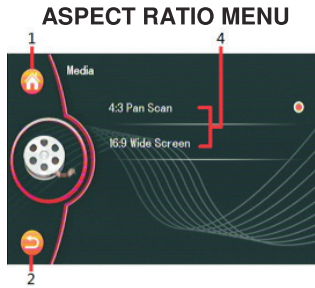 ASPECT RATIO MENU
1
4
Media
4:3 Pan Scan
16:9 Wide Screen
2